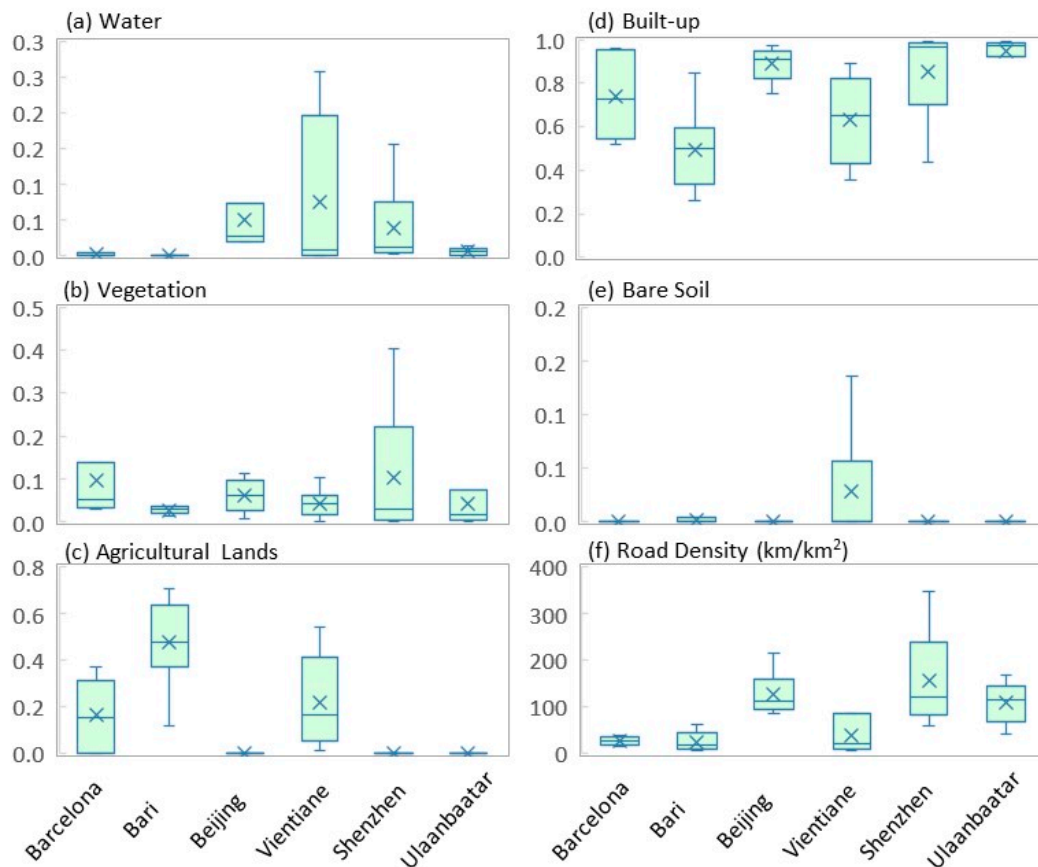 (a) Water
0.3
0.3
0.2
0.2
0.1
0.1
0.0
(b) Vegetation
0.5
0.4
0.3
0.2
0.1
0.0
(c) Agricultural Lands
0.8
0.6
0.4
0.2
0.0
Barcelona
Bari
Beijing
Vientiane
Shenzhen
Ulaanbaatar
(d) Built-up
1.0
0.8
0.6
0.4
0.2
0.0
(e) Bare Soil
0.2
0.2
0.1
0.1
0.0
(f) Road Density (km/km²)
400
300
200
100
0
Barcelona
Bari
Beijing
Vientiane
Shenzhen
Ulaanbaatar